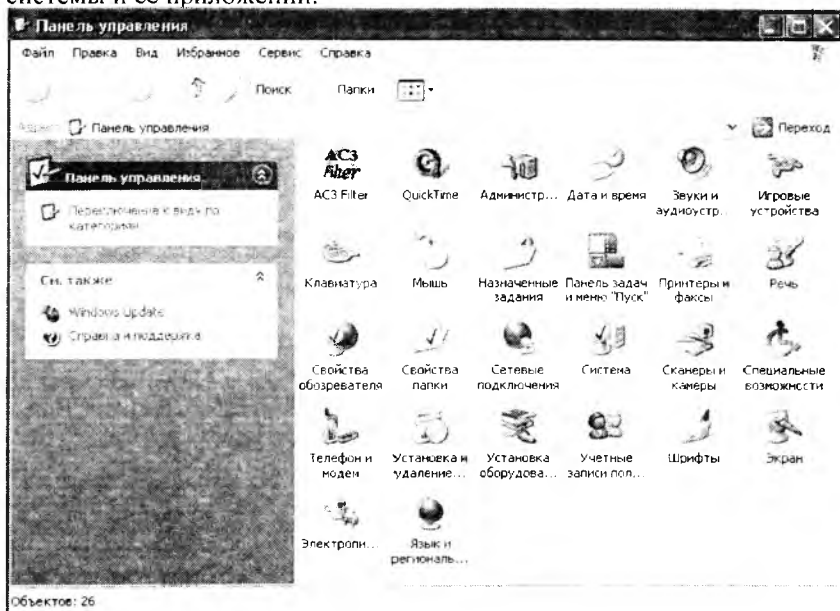 системы и ее приложений.
Панель управления
Файл Правка Вид Избранное Сервис Справка
Поиск Папки
Адрес Панель управления Переход
Панель управления
Переключение к виду по
категориям
См. также
Windows Update
Справка и поддержка
AC3
Filter
AC3 Filter QuickTime Администр... Дата и время Звуки и
аудиоустр... Игровые
устройства
Клавиатура Мышь Назначенные
задания Панель задач
и меню "Пуск" Принтеры и
факсы Речь
Свойства
обозревателя Свойства
папки Сетевые
подключения Система Сканеры и
камеры Специальные
возможности
Телефон и
модем Установка и
удаление... Установка
оборудова... Учетные
записи пол... Шрифты Экран
Электропи... Язык и
региональ...
Объектов: 26